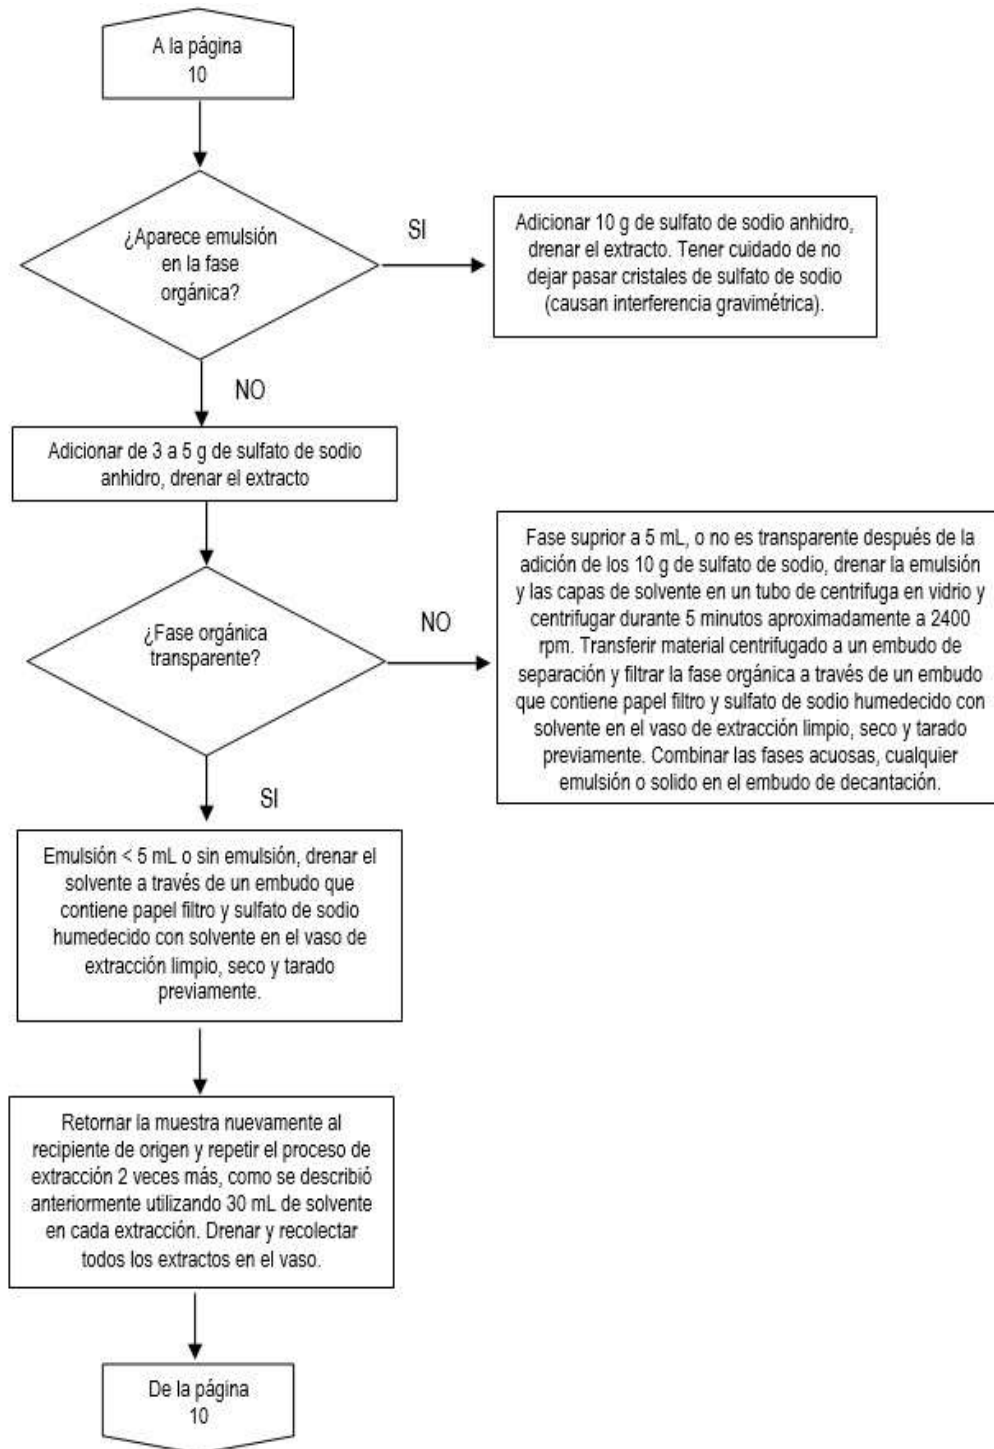 A la página
10
¿Aparece emulsión
en la fase
orgánica?
SI
Adicionar 10 g de sulfato de sodio anhidro,
drenar el extracto. Tener cuidado de no
dejar pasar cristales de sulfato de sodio
(causan interferencia gravimétrica).
NO
Adicionar de 3 a 5 g de sulfato de sodio
anhidro, drenar el extracto
¿Fase orgánica
transparente?
NO
Fase suprior a 5 mL, o no es transparente después de la
adición de los 10 g de sulfato de sodio, drenar la emulsión
y las capas de solvente en un tubo de centrifuga en vidrio y
centrifugar durante 5 minutos aproximadamente a 2400
rpm. Transferir material centrifugado a un embudo de
separación y filtrar la fase orgánica a través de un embudo
que contiene papel filtro y sulfato de sodio humedecido con
solvente en el vaso de extracción limpio, seco y tarado
previamente. Combinar las fases acuosas, cualquier
emulsión o solido en el embudo de decantación.
SI
Emulsión < 5 mL o sin emulsión, drenar el
solvente a través de un embudo que
contiene papel filtro y sulfato de sodio
humedecido con solvente en el vaso de
extracción limpio, seco y tarado
previamente.
Retornar la muestra nuevamente al
recipiente de origen y repetir el proceso de
extracción 2 veces más, como se describió
anteriormente utilizando 30 mL de solvente
en cada extracción. Drenar y recolectar
todos los extractos en el vaso.
De la página
10